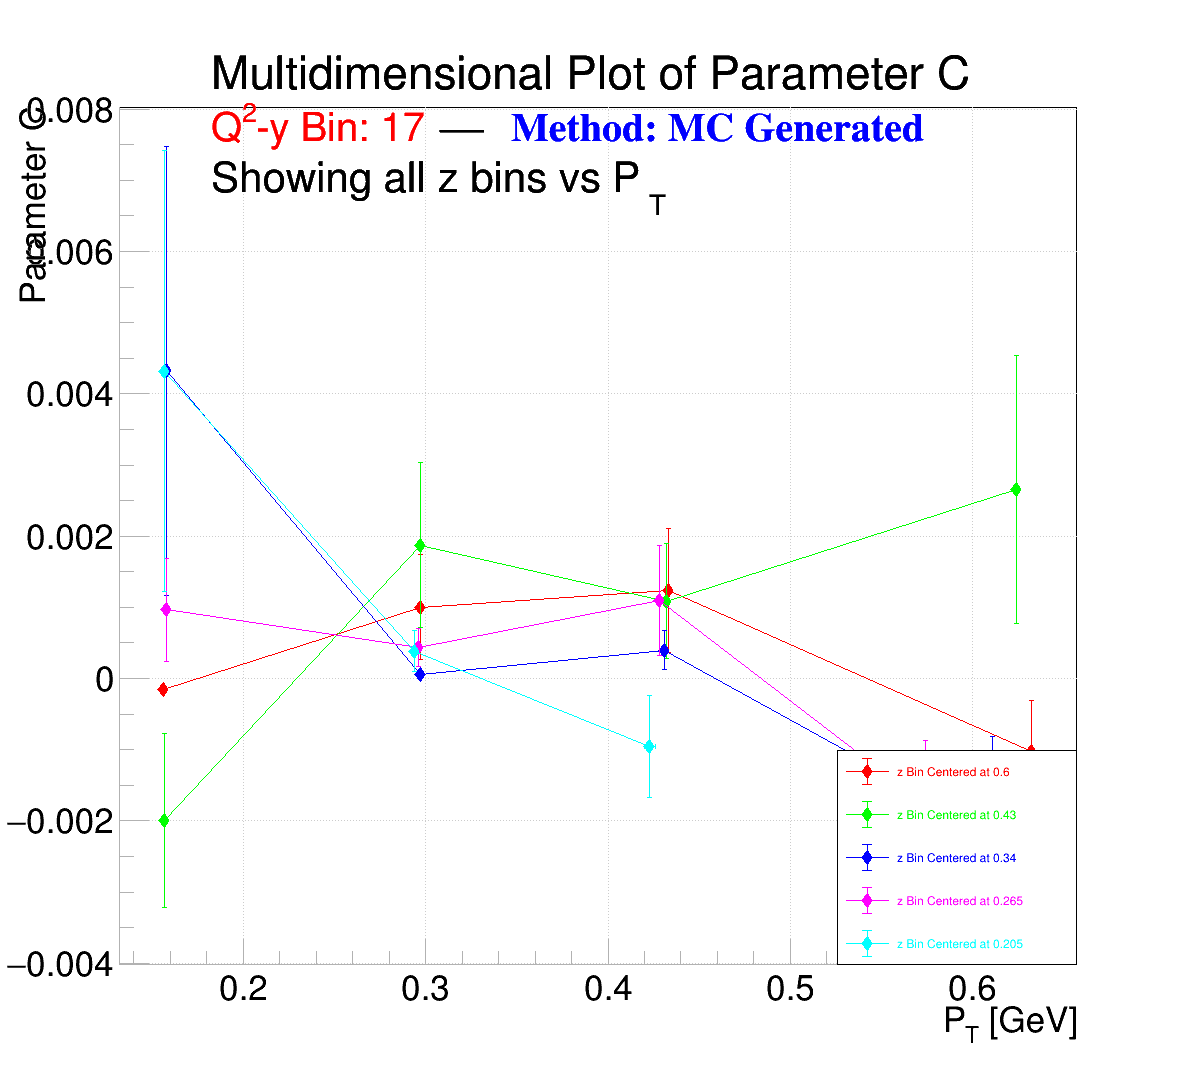 Multidimensional Plot of Parameter C
Q²-y Bin: 17 — Method: MC Generated
Showing all z bins vs P_T
Parameter C
0.008
0.006
0.004
0.002
0
−0.002
−0.004
0.2 0.3 0.4 0.5 0.6
P_T [GeV]
z Bin Centered at 0.6
z Bin Centered at 0.43
z Bin Centered at 0.34
z Bin Centered at 0.265
z Bin Centered at 0.205